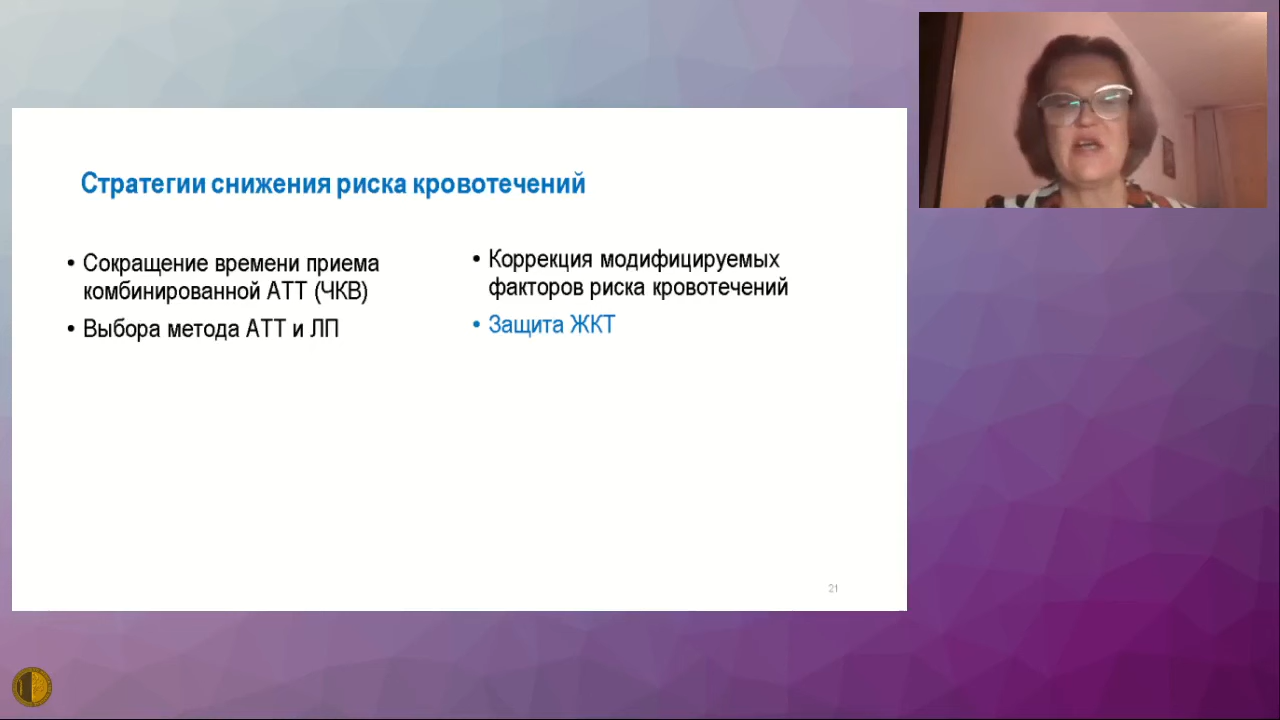 Стратегии снижения риска кровотечений
• Сокращение времени приема
комбинированной АТТ (ЧКВ)
• Выбора метода АТТ и ЛП
• Коррекция модифицируемых
факторов риска кровотечений
• Защита ЖКТ
21